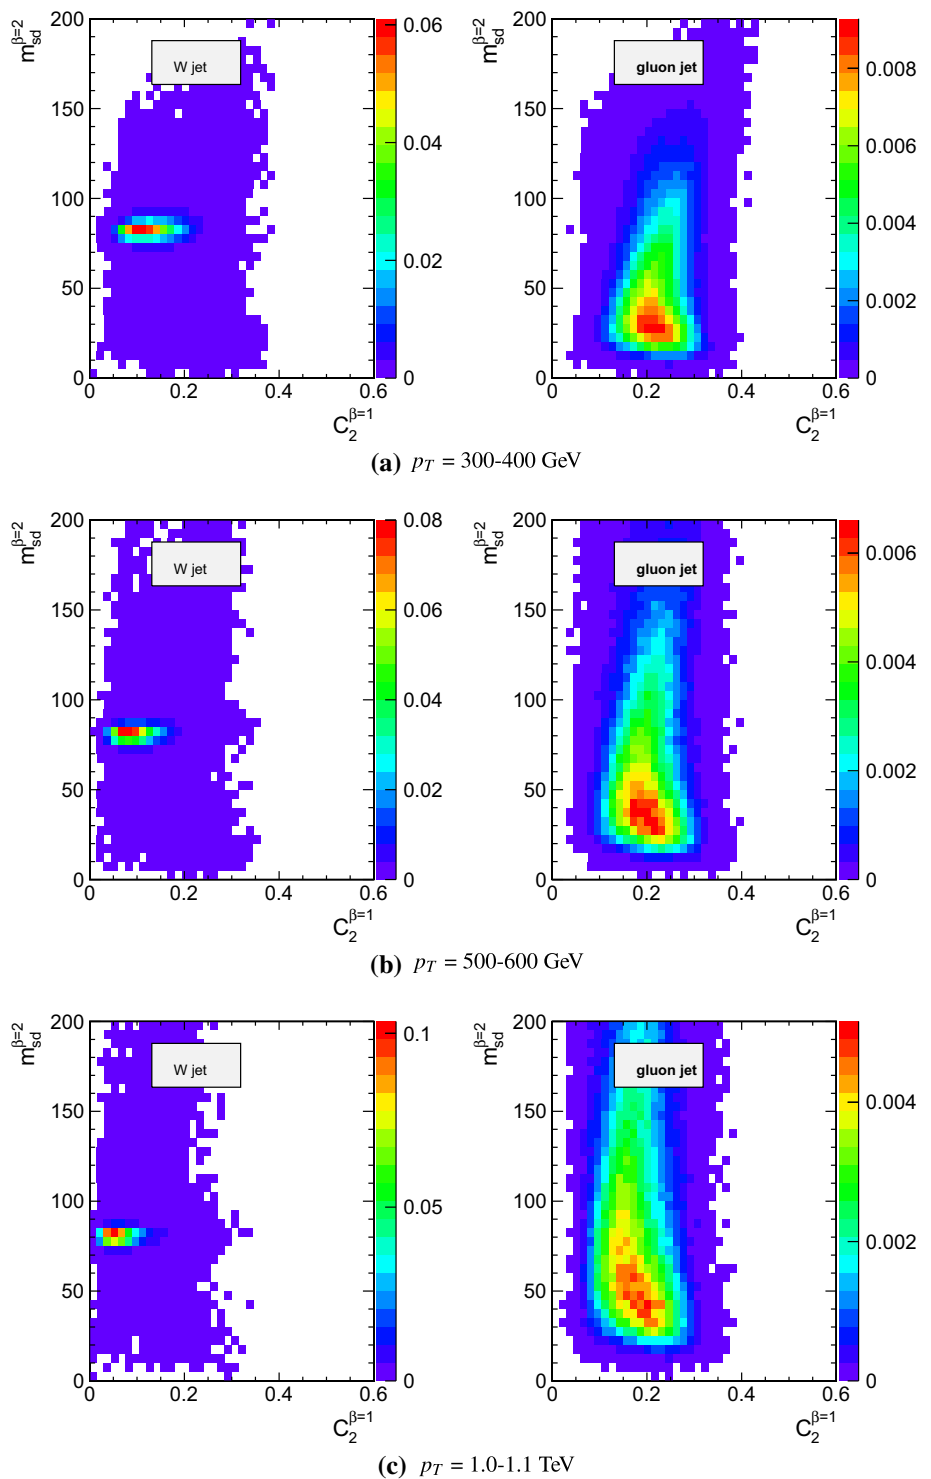 200
150
100
50
0
m_sd^β=2
W jet
0 0.2 0.4 0.6
C_2^β=1
0.06
0.04
0.02
0
200
150
100
50
0
m_sd^β=2
gluon jet
0 0.2 0.4 0.6
C_2^β=1
0.008
0.006
0.004
0.002
0
(a) p_T = 300-400 GeV
200
150
100
50
0
m_sd^β=2
W jet
0 0.2 0.4 0.6
C_2^β=1
0.08
0.06
0.04
0.02
0
200
150
100
50
0
m_sd^β=2
gluon jet
0 0.2 0.4 0.6
C_2^β=1
0.006
0.004
0.002
0
(b) p_T = 500-600 GeV
200
150
100
50
0
m_sd^β=2
W jet
0 0.2 0.4 0.6
C_2^β=1
0.1
0.05
0
200
150
100
50
0
m_sd^β=2
gluon jet
0 0.2 0.4 0.6
C_2^β=1
0.004
0.002
0
(c) p_T = 1.0-1.1 TeV